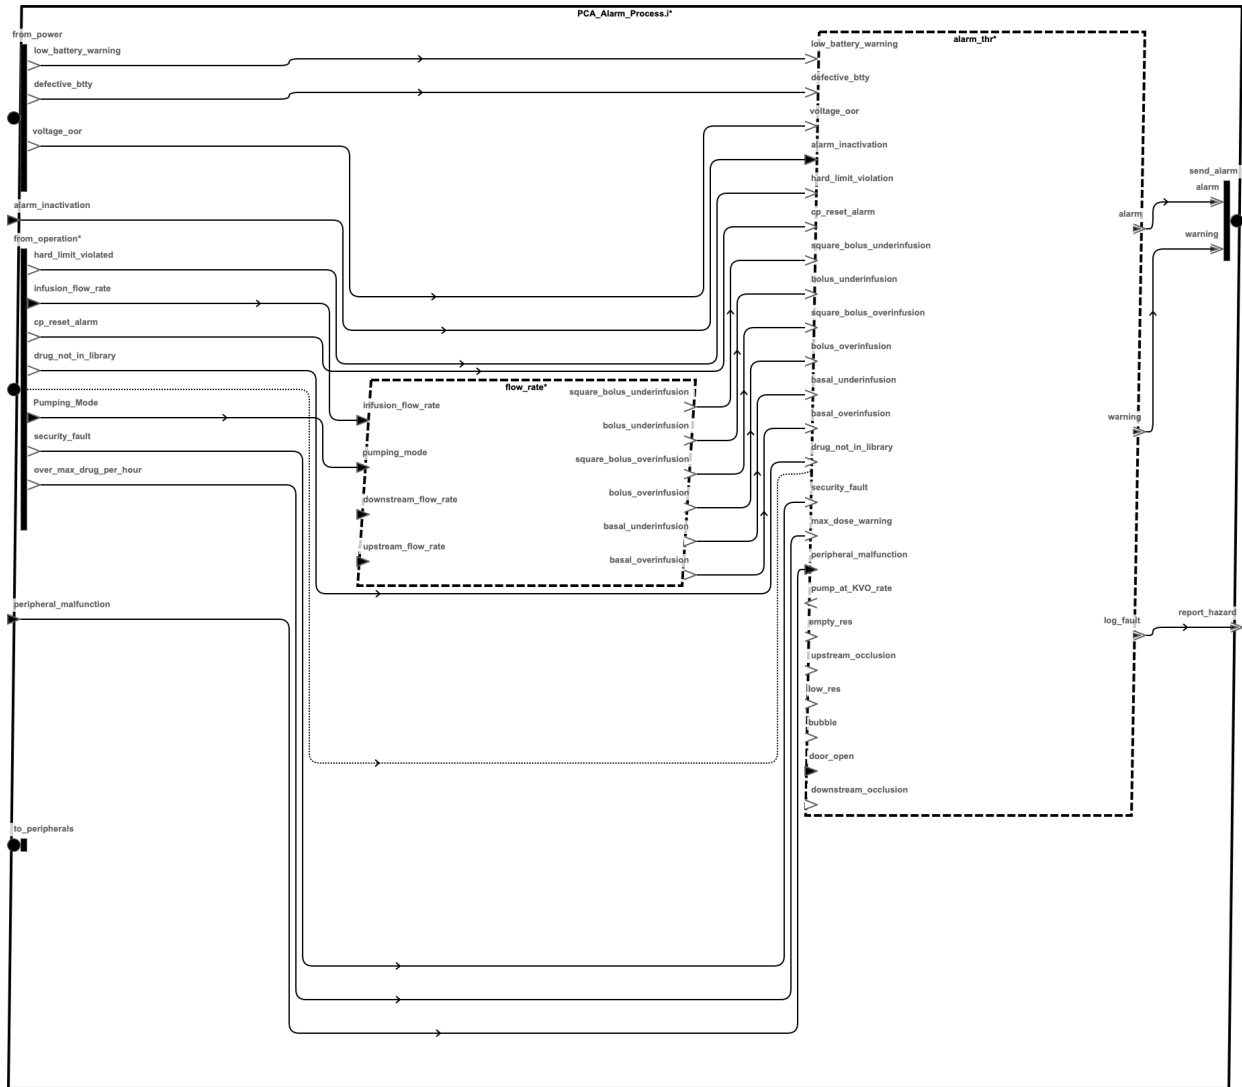 PCA_Alarm_Process.i*
from_power
low_battery_warning
defective_btty
voltage_oor
alarm_inactivation
from_operation*
hard_limit_violated
infusion_flow_rate
cp_reset_alarm
drug_not_in_library
Pumping_Mode
security_fault
over_max_drug_per_hour
peripheral_malfunction
to_peripherals
flow_rate*
infusion_flow_rate
pumping_mode
downstream_flow_rate
upstream_flow_rate
square_bolus_underinfusion
bolus_underinfusion
square_bolus_overinfusion
bolus_overinfusion
basal_underinfusion
basal_overinfusion
alarm_thr*
low_battery_warning
defective_btty
voltage_oor
alarm_inactivation
hard_limit_violation
cp_reset_alarm
square_bolus_underinfusion
bolus_underinfusion
square_bolus_overinfusion
bolus_overinfusion
basal_underinfusion
basal_overinfusion
drug_not_in_library
security_fault
max_dose_warning
peripheral_malfunction
pump_at_KVO_rate
empty_res
upstream_occlusion
low_res
bubble
door_open
downstream_occlusion
alarm
warning
log_fault
send_alarm
alarm
warning
report_hazard